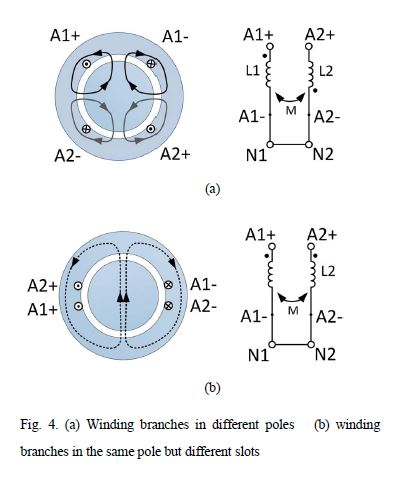 A1+ A1- A1+ A2+
L1 L2
A1- M A2-
A2- A2+ N1 N2
(a)
A1+ A2+
A2+ A1- L2
A1+ A2- A1- M A2-
N1 N2
(b)
Fig. 4. (a) Winding branches in different poles (b) winding
branches in the same pole but different slots